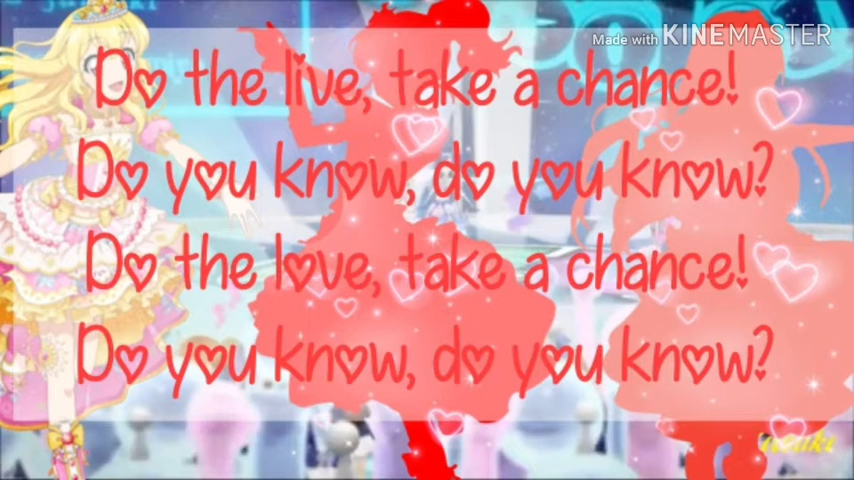 Made with KINEMASTER
Do the live, take a chance!
Do you know, do you know?
Do the love, take a chance!
Do you know, do you know?